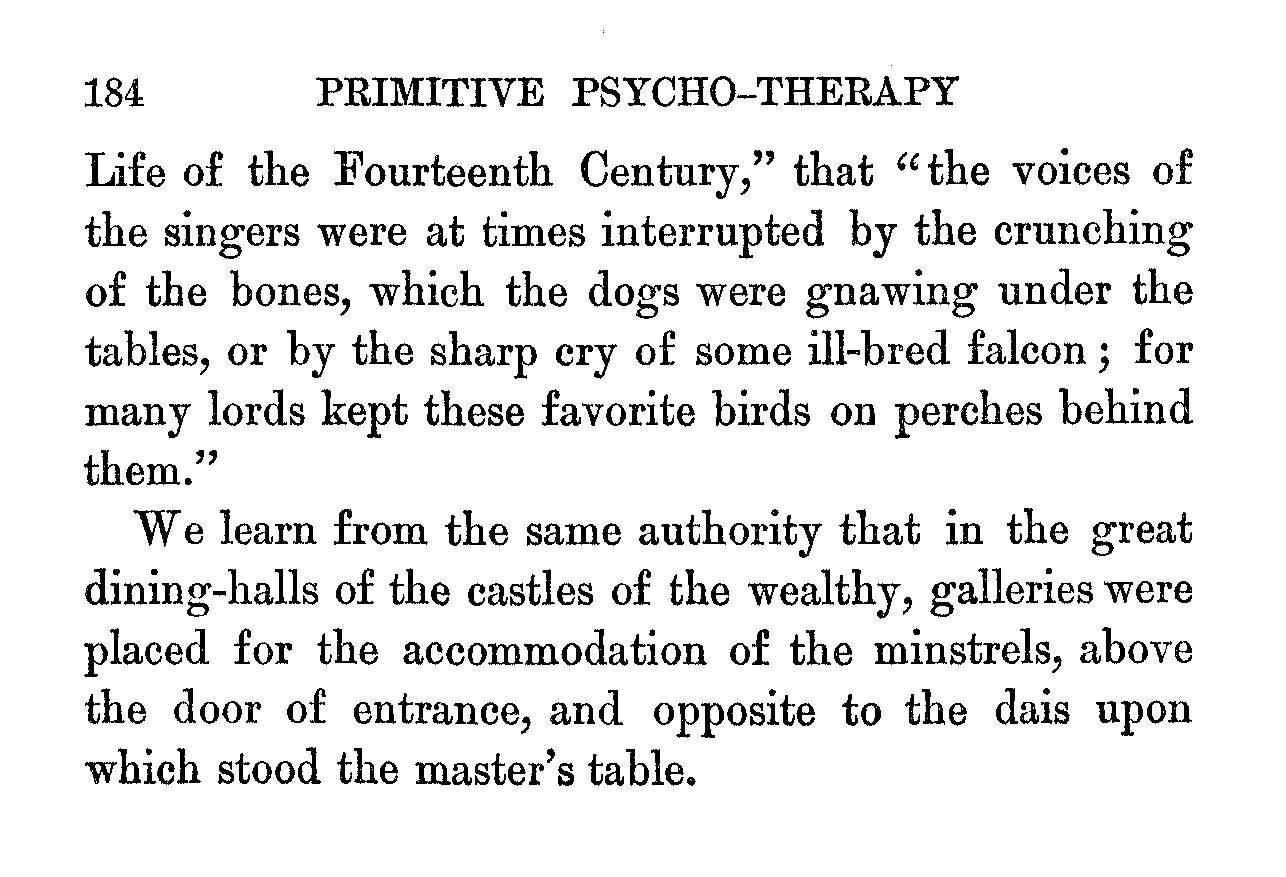 184 PRIMITIVE PSYCHO-THERAPY
Life of the Fourteenth Century,” that “the voices of
the singers were at times interrupted by the crunching
of the bones, which the dogs were gnawing under the
tables, or by the sharp cry of some ill-bred falcon; for
many lords kept these favorite birds on perches behind
them.”
We learn from the same authority that in the great
dining-halls of the castles of the wealthy, galleries were
placed for the accommodation of the minstrels, above
the door of entrance, and opposite to the dais upon
which stood the master’s table.